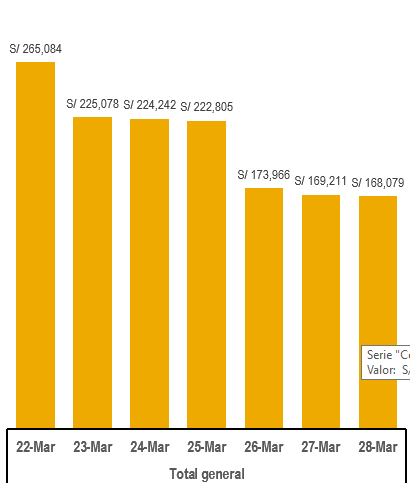 S/ 265,084
S/ 225,078
S/ 224,242
S/ 222,805
S/ 173,966
S/ 169,211
S/ 168,079
Serie
Valor:
22-Mar 23-Mar 24-Mar 25-Mar 26-Mar 27-Mar 28-Mar
Total general